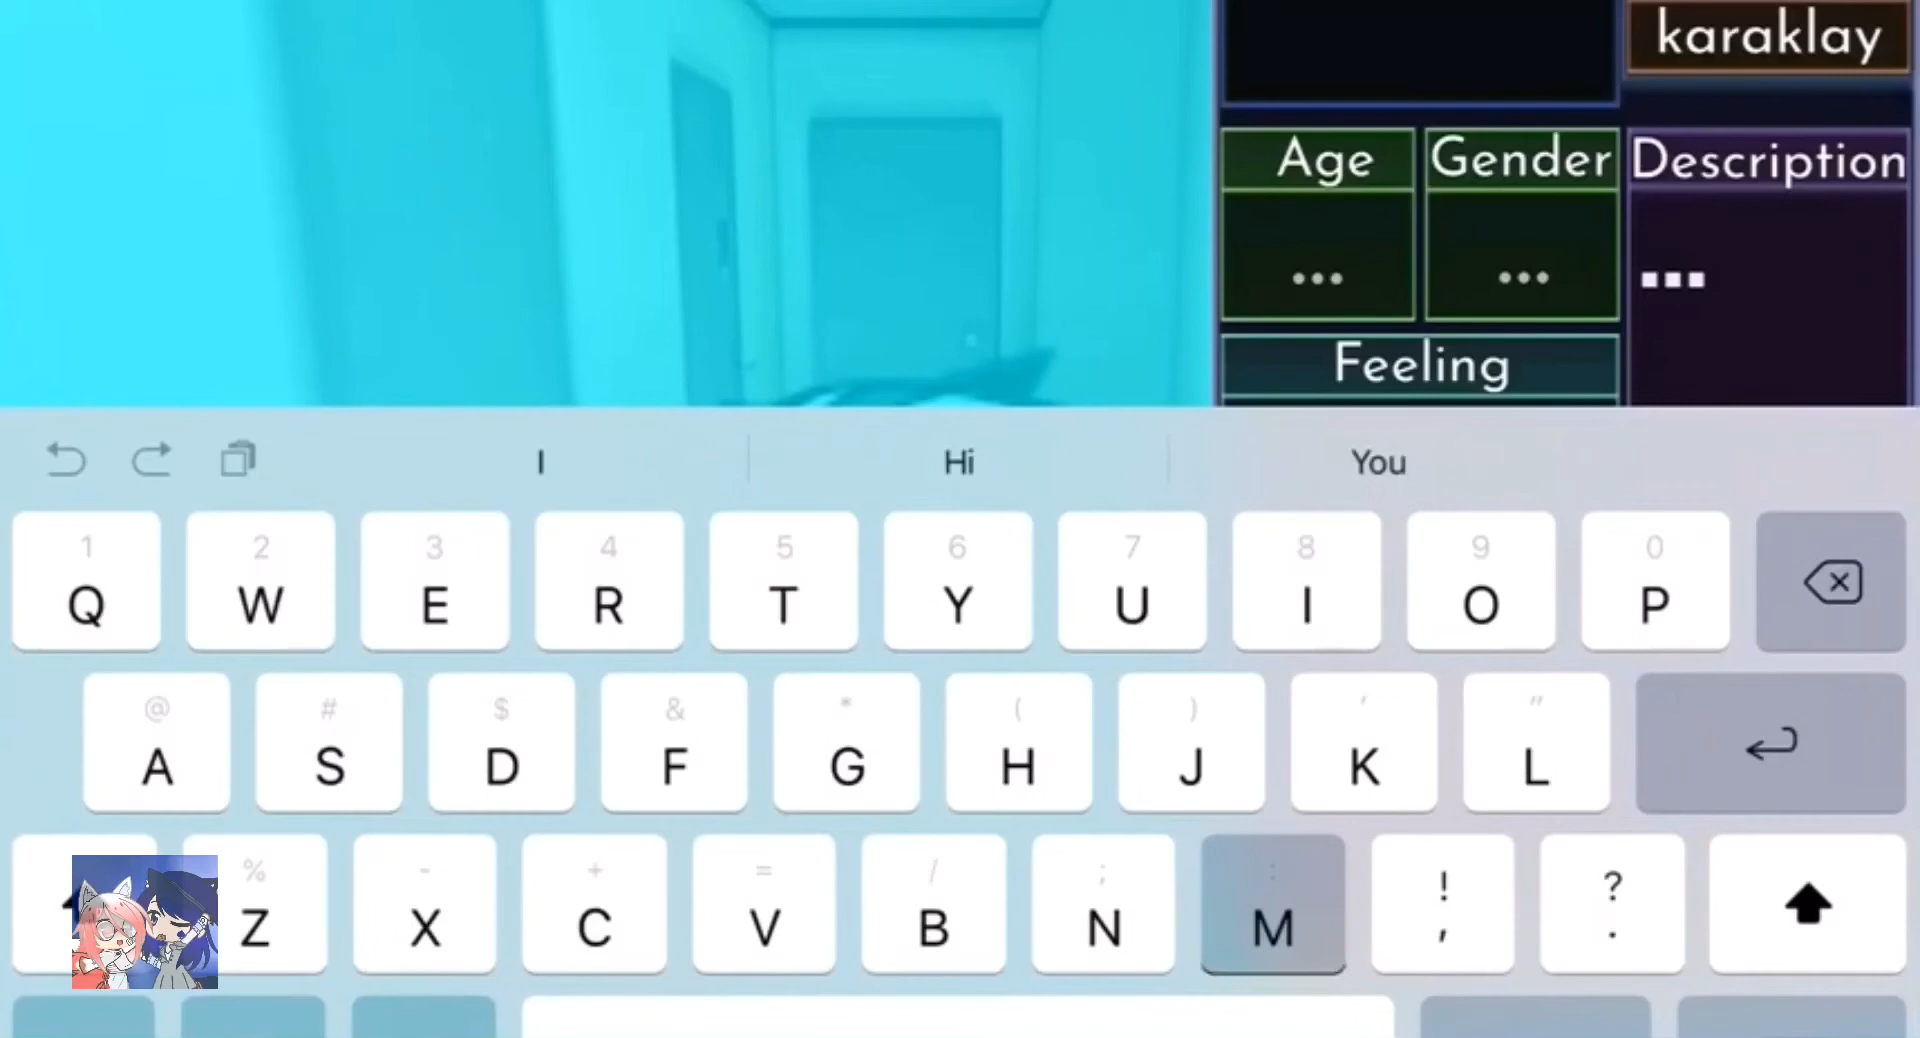 karaklay
Age Gender Description
... ... ...
Feeling
I Hi You
1 2 3 4 5 6 7 8 9 0
Q W E R T Y U I O P
@ # $ & * ( ) ' "
A S D F G H J K L
% - + = / ; : ! ?
Z X C V B N M , .